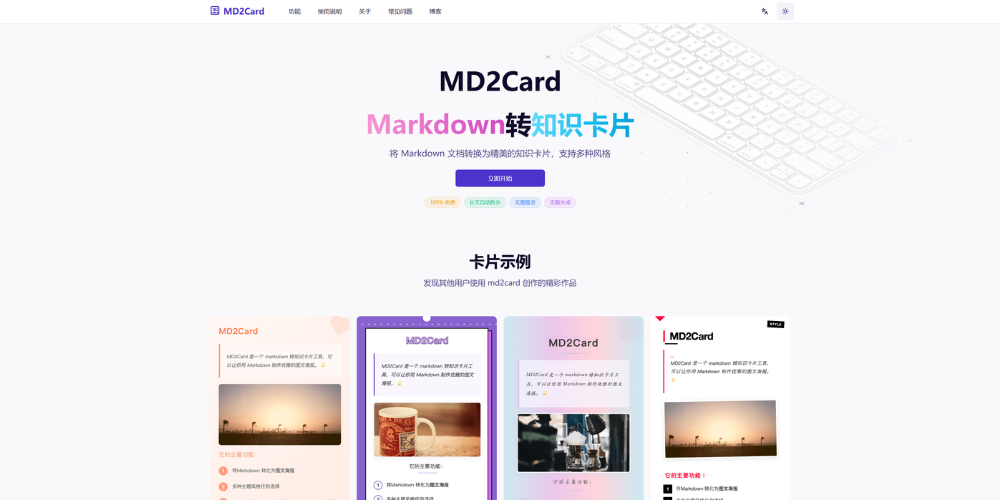 MD2Card
功能
使用说明
关于
常见问题
博客
MD2Card
Markdown转知识卡片
将 Markdown 文档转换为精美的知识卡片，支持多种风格
立即开始
100% 免费
长文自动拆分
无需登录
无限生成
卡片示例
发现其他用户使用 md2card 创作的精彩作品
MD2Card
MD2Card 是一个 markdown 转知识卡片工具，可
以让你用 Markdown 制作优雅的图文海报。
它的主要功能：
1 将Markdown 转化为图文海报
2 多种主题风格任你选择
MD2Card
MD2Card 是一个 markdown 转知识卡片工
具，可以让你用 Markdown 制作优雅的图文
海报。
它的主要功能：
1 将Markdown 转化为图文海报
多种主题风格任你选择
MD2Card
MD2Card 是一个 markdown 转知识卡片工
具，可以让你用 Markdown 制作优雅的图文
海报。
它的主要功能：
STYLE
MD2Card
MD2Card 是一个 markdown 转知识卡片工具，
可以让你用 Markdown 制作优雅的图文海报。
它的主要功能：
将Markdown 转化为图文海报